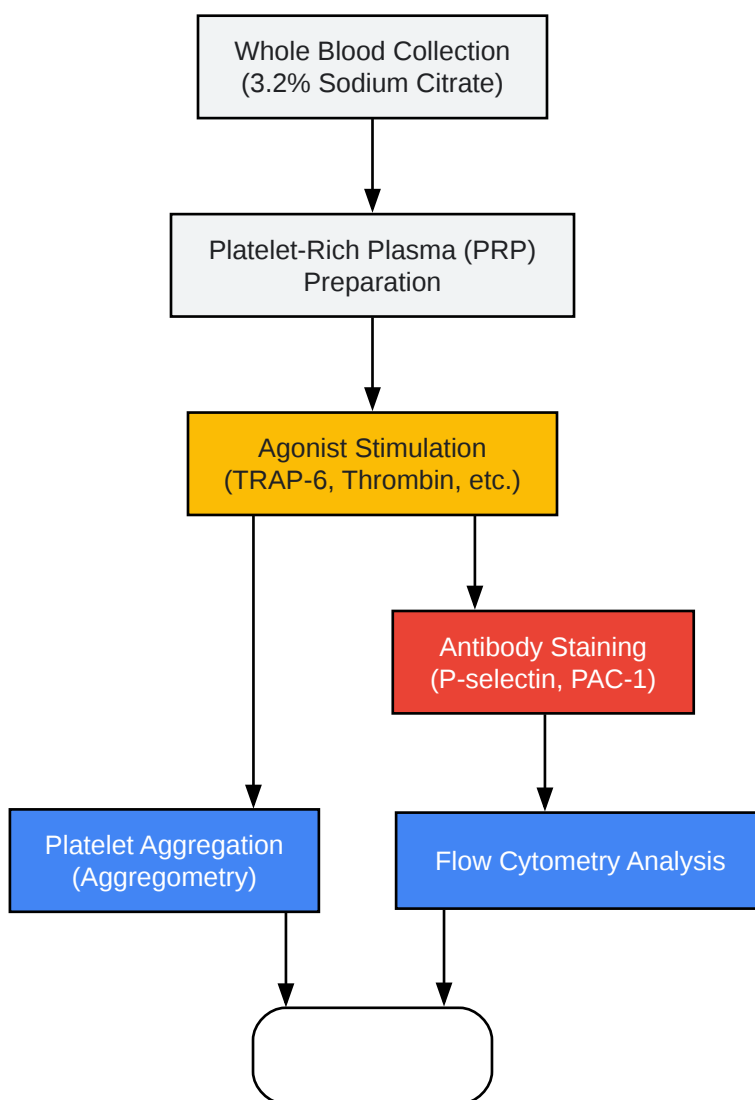 Whole Blood Collection
(3.2% Sodium Citrate)
Platelet-Rich Plasma (PRP)
Preparation
Agonist Stimulation
(TRAP-6, Thrombin, etc.)
Antibody Staining
(P-selectin, PAC-1)
Platelet Aggregation
(Aggregometry)
Flow Cytometry Analysis